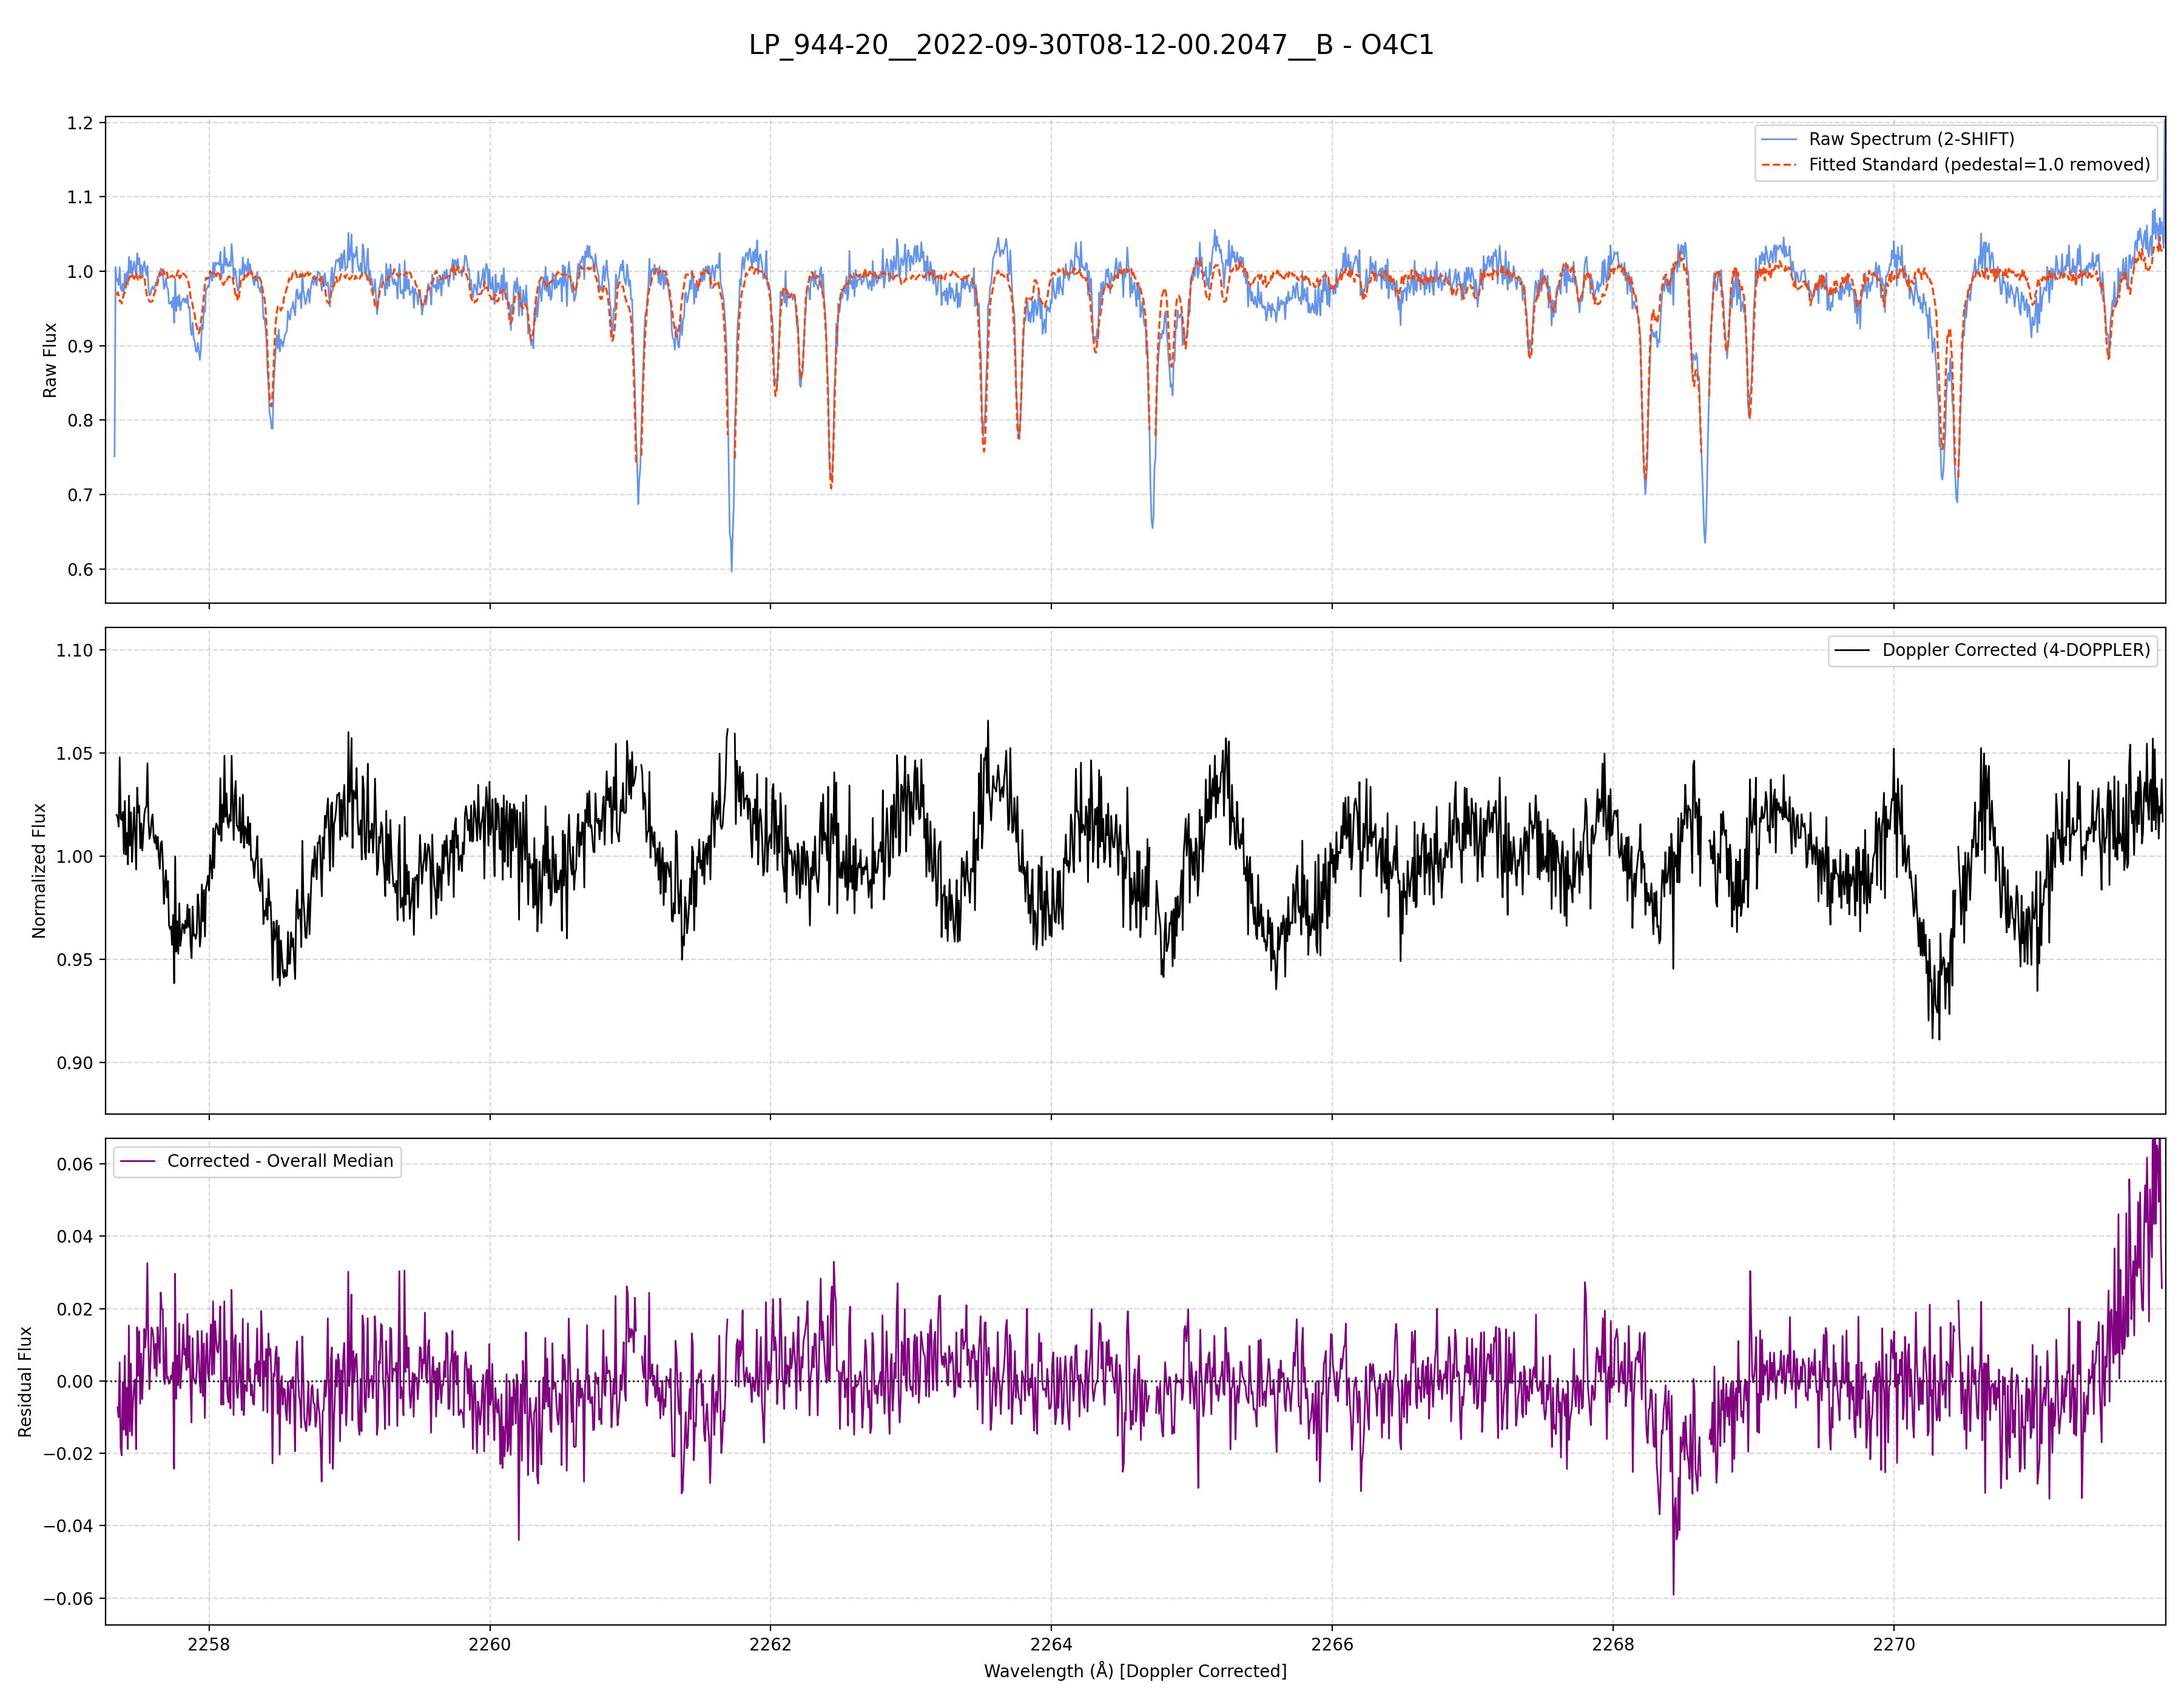 LP_944-20__2022-09-30T08-12-00.2047__B - O4C1
1.2
1.1
1.0
0.9
0.8
0.7
0.6
Raw Flux
Raw Spectrum (2-SHIFT)
Fitted Standard (pedestal=1.0 removed)
1.10
1.05
1.00
0.95
0.90
Normalized Flux
Doppler Corrected (4-DOPPLER)
0.06
0.04
0.02
0.00
−0.02
−0.04
−0.06
Residual Flux
Corrected - Overall Median
2258 2260 2262 2264 2266 2268 2270
Wavelength (Å) [Doppler Corrected]